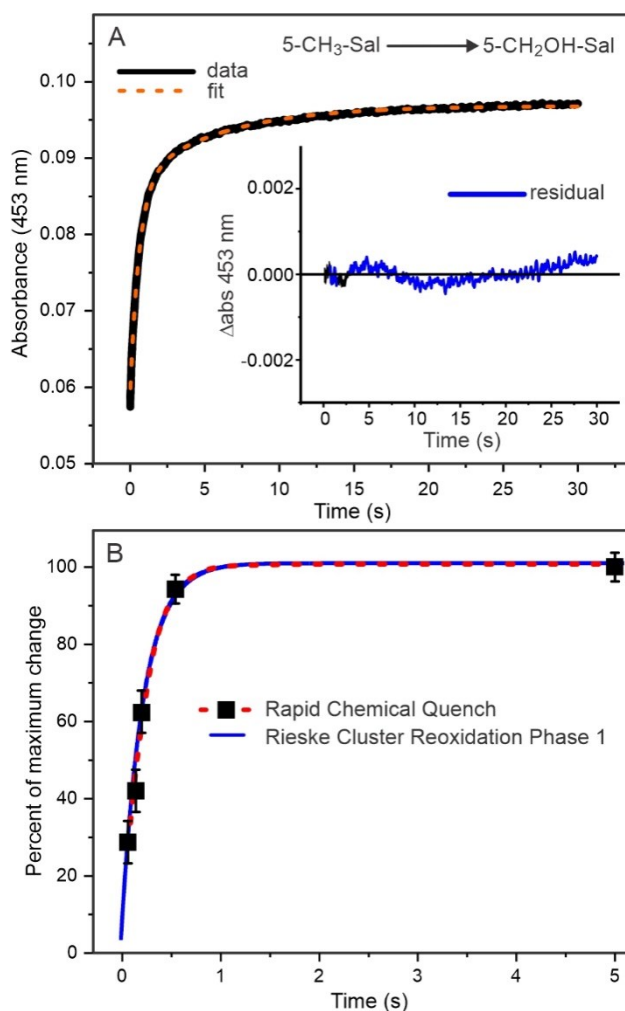 A
5-CH₃-Sal → 5-CH₂OH-Sal
data
fit
0.10
0.09
0.08
0.07
0.06
0.05
Absorbance (453 nm)
residual
0.002
0.000
-0.002
Δabs 453 nm
0 5 10 15 20 25 30
Time (s)
0 5 10 15 20 25 30
Time (s)
B
100
80
60
40
20
0
Percent of maximum change
Rapid Chemical Quench
Rieske Cluster Reoxidation Phase 1
0 1 2 3 4 5
Time (s)